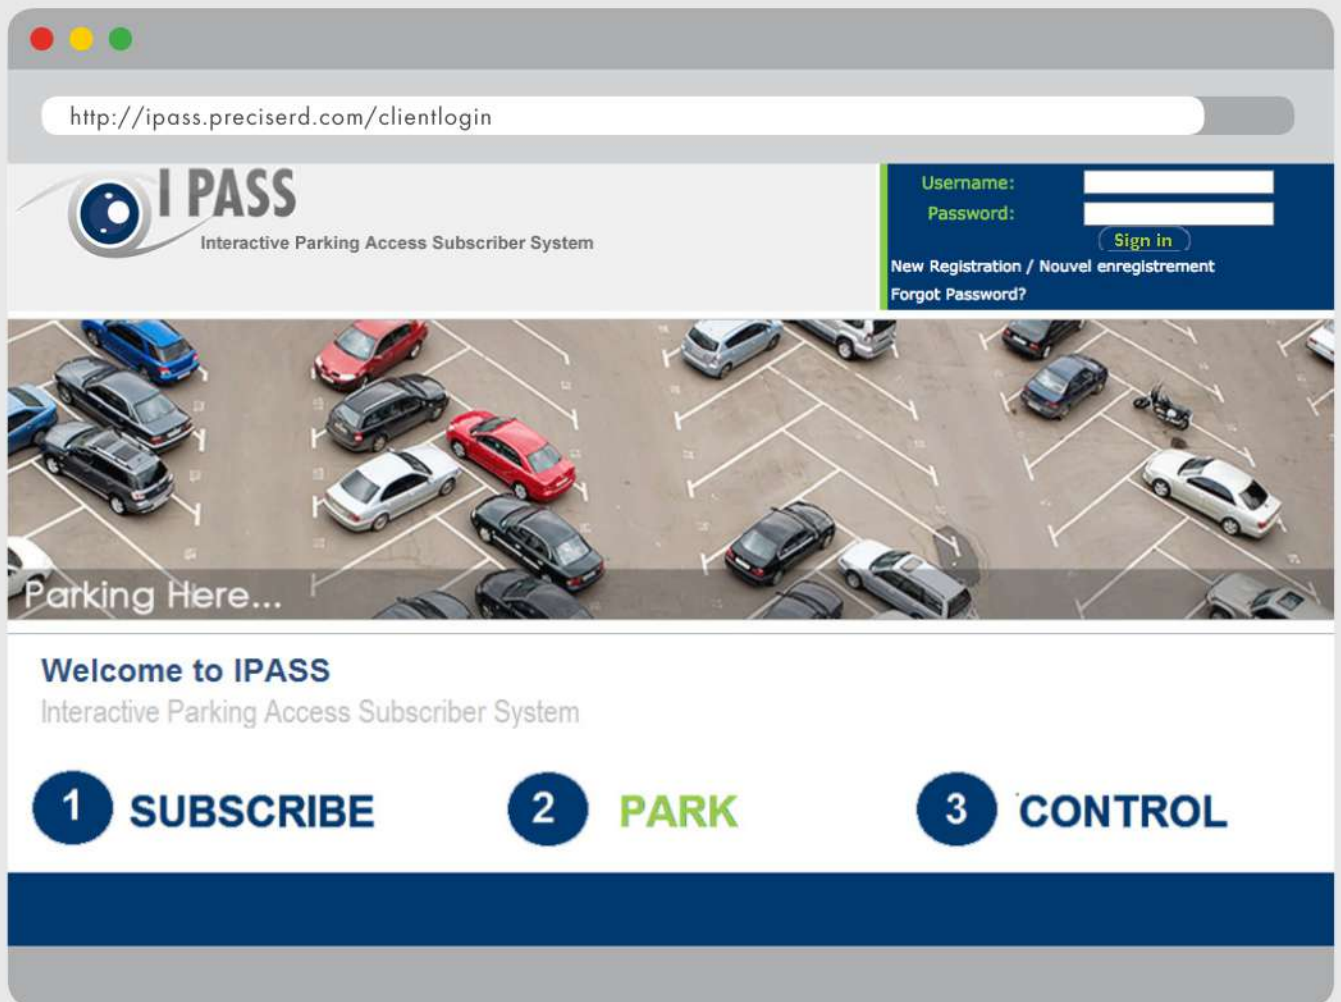 http://ipass.preciserd.com/clientlogin
I PASS
Interactive Parking Access Subscriber System
Username:
Password:
Sign in
New Registration / Nouvel enregistrement
Forgot Password?
Parking Here...
Welcome to IPASS
Interactive Parking Access Subscriber System
1 SUBSCRIBE
2 PARK
3 CONTROL